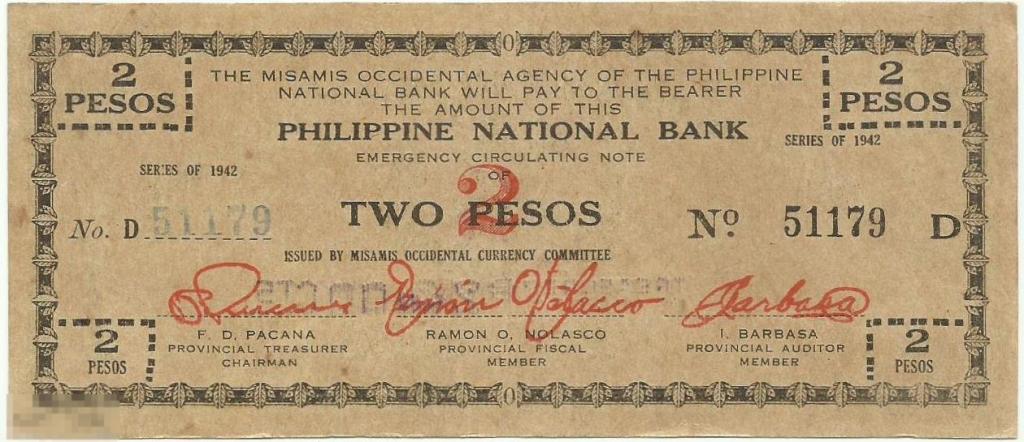 2 PESOS
THE MISAMIS OCCIDENTAL AGENCY OF THE PHILIPPINE
NATIONAL BANK WILL PAY TO THE BEARER
THE AMOUNT OF THIS
2 PESOS
PHILIPPINE NATIONAL BANK
SERIES OF 1942
EMERGENCY CIRCULATING NOTE
SERIES OF 1942
OF
2
No. D 51179
TWO PESOS
Nº 51179 D
ISSUED BY MISAMIS OCCIDENTAL CURRENCY COMMITTEE
F. D. PACANA
PROVINCIAL TREASURER
CHAIRMAN
RAMON O. NOLASCO
PROVINCIAL FISCAL
MEMBER
I. BARBASA
PROVINCIAL AUDITOR
MEMBER
2 PESOS
2 PESOS